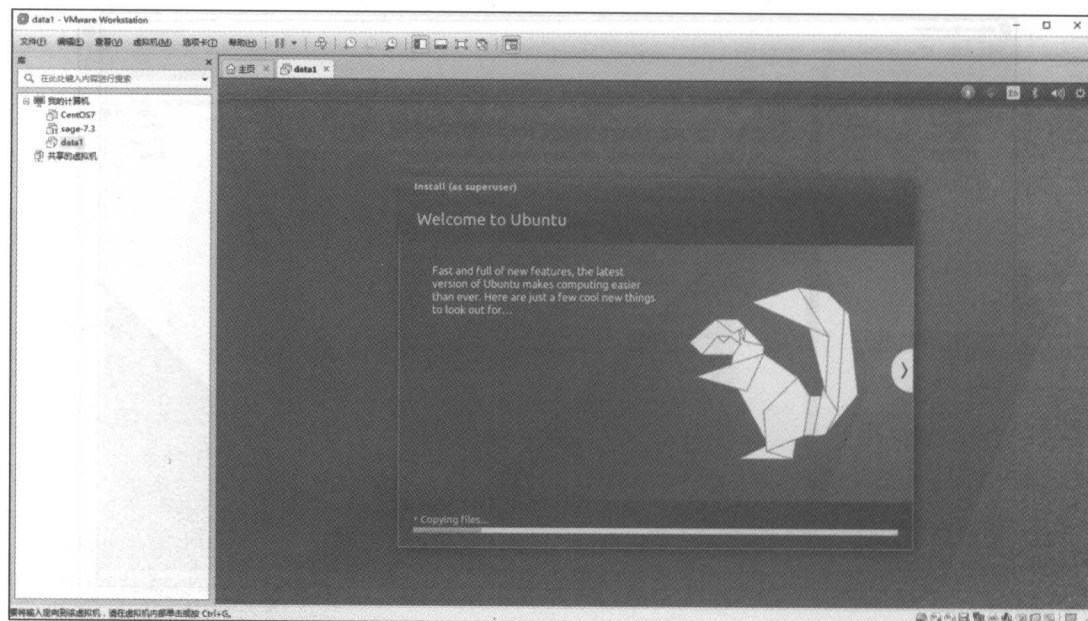 data1 - VMware Workstation
文件(F) 编辑(E) 查看(V) 虚拟机(M) 选项卡(T) 帮助(H)
库
主页 data1
在此处键入内容进行搜索
我的计算机
CentOS7
sage-7.3
data1
共享的虚拟机
Install (as superuser)
Welcome to Ubuntu
Fast and full of new features, the latest
version of Ubuntu makes computing easier
than ever. Here are just a few cool new things
to look out for...
Copying files...
要将输入定向到该虚拟机，请在虚拟机内部单击或按 Ctrl+G。